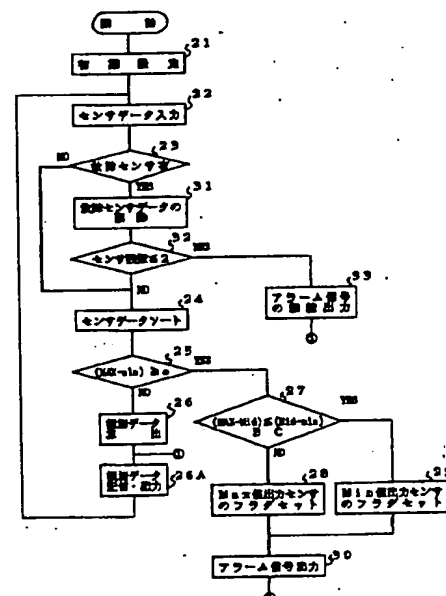 開始
21
初期設定
22
センサデータ入力
23
故障センサ有
NO
YES
31
故障センサデータの
32
センサ個数≦2
YES
NO
33
アラーム信号
の継続出力
①
24
センサデータソート
25
(MAX-min) ≧
YES
NO
26
27
(MAX-Mid)≦(Mid-min)
B C
YES
NO
①
26A
28
Max値出力センサ
のフラグセット
29
Min値出力センサ
のフラグセット
30
アラーム信号出力